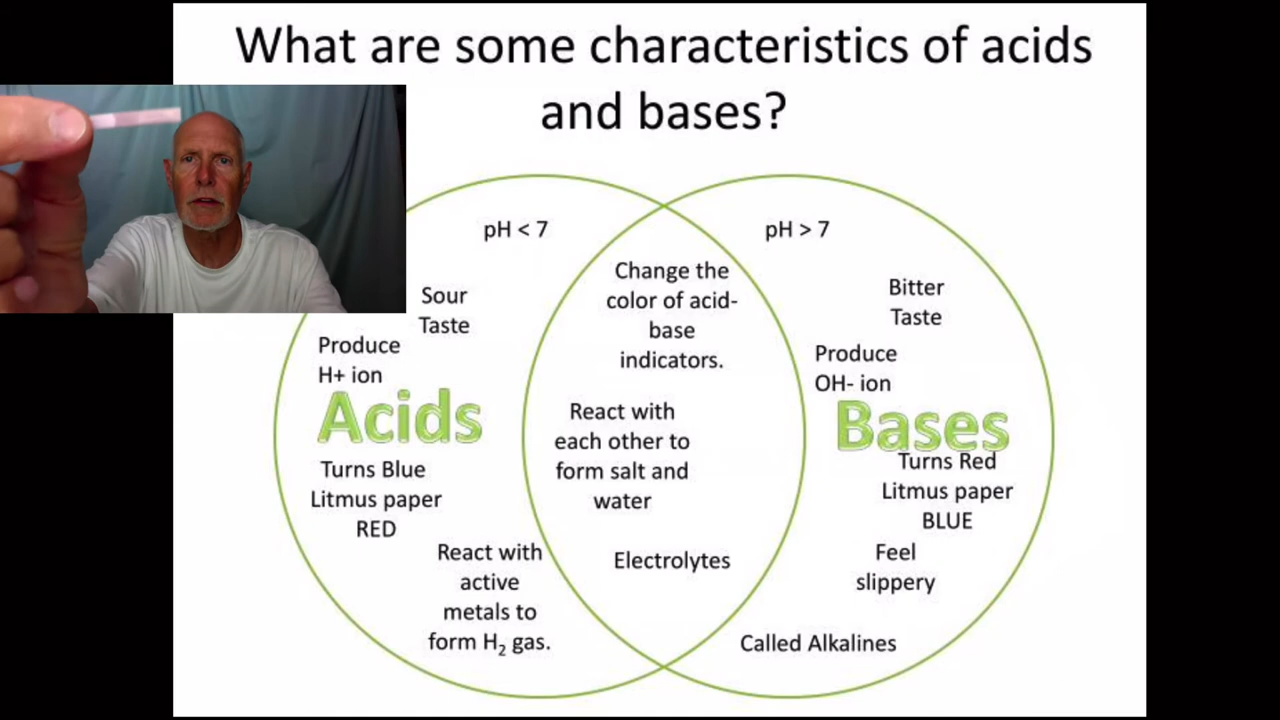 What are some characteristics of acids
and bases?
pH < 7
Sour
Taste
Produce
H+ ion
Acids
Turns Blue
Litmus paper
RED
React with
active
metals to
form H₂ gas.
Change the
color of acid-
base
indicators.
React with
each other to
form salt and
water
Electrolytes
pH > 7
Bitter
Taste
Produce
OH- ion
Bases
Turns Red
Litmus paper
BLUE
Feel
slippery
Called Alkalines